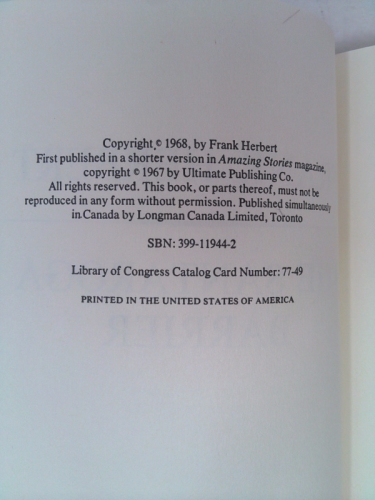 Copyright © 1968, by Frank Herbert
First published in a shorter version in Amazing Stories magazine,
copyright © 1967 by Ultimate Publishing Co.
All rights reserved. This book, or parts thereof, must not be
reproduced in any form without permission. Published simultaneously
in Canada by Longman Canada Limited, Toronto
SBN: 399-11944-2
Library of Congress Catalog Card Number: 77-49
PRINTED IN THE UNITED STATES OF AMERICA
BARRIER